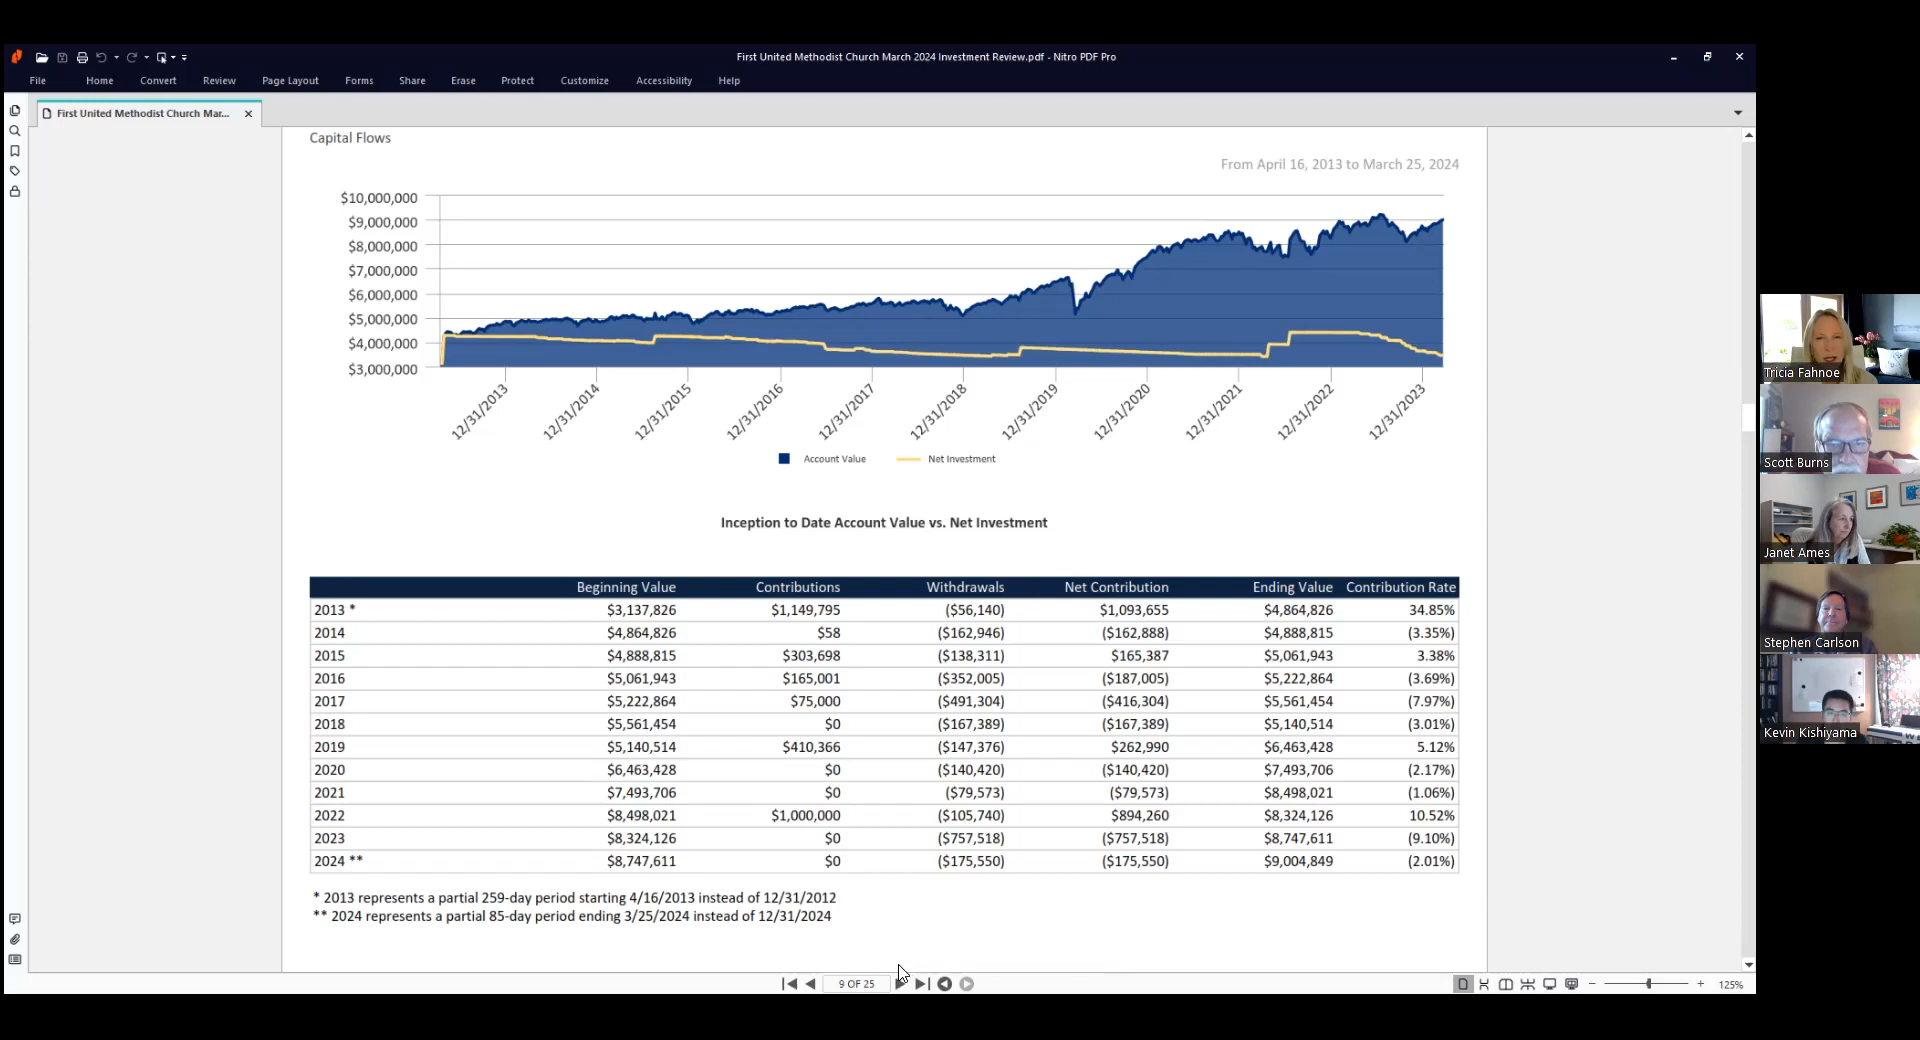 First United Methodist Church March 2024 Investment Review.pdf - Nitro PDF Pro
File Home Convert Review Page Layout Forms Share Erase Protect Customize Accessibility Help
First United Methodist Church Mar...
Capital Flows
From April 16, 2013 to March 25, 2024
$10,000,000
$9,000,000
$8,000,000
$7,000,000
$6,000,000
$5,000,000
$4,000,000
$3,000,000
12/31/2013 12/31/2014 12/31/2015 12/31/2016 12/31/2017 12/31/2018 12/31/2019 12/31/2020 12/31/2021 12/31/2022 12/31/2023
Account Value Net Investment
Inception to Date Account Value vs. Net Investment
Beginning Value Contributions Withdrawals Net Contribution Ending Value Contribution Rate
2013 * $3,137,826 $1,149,795 ($56,140) $1,093,655 $4,864,826 34.85%
2014 $4,864,826 $58 ($162,946) ($162,888) $4,888,815 (3.35%)
2015 $4,888,815 $303,698 ($138,311) $165,387 $5,061,943 3.38%
2016 $5,061,943 $165,001 ($352,005) ($187,005) $5,222,864 (3.69%)
2017 $5,222,864 $75,000 ($491,304) ($416,304) $5,561,454 (7.97%)
2018 $5,561,454 $0 ($167,389) ($167,389) $5,140,514 (3.01%)
2019 $5,140,514 $410,366 ($147,376) $262,990 $6,463,428 5.12%
2020 $6,463,428 $0 ($140,420) ($140,420) $7,493,706 (2.17%)
2021 $7,493,706 $0 ($79,573) ($79,573) $8,498,021 (1.06%)
2022 $8,498,021 $1,000,000 ($105,740) $894,260 $8,324,126 10.52%
2023 $8,324,126 $0 ($757,518) ($757,518) $8,747,611 (9.10%)
2024 ** $8,747,611 $0 ($175,550) ($175,550) $9,004,849 (2.01%)
* 2013 represents a partial 259-day period starting 4/16/2013 instead of 12/31/2012
** 2024 represents a partial 85-day period ending 3/25/2024 instead of 12/31/2024
9 OF 25
125%
Tricia Fahnoe
Scott Burns
Janet Ames
Stephen Carlson
Kevin Kishiyama